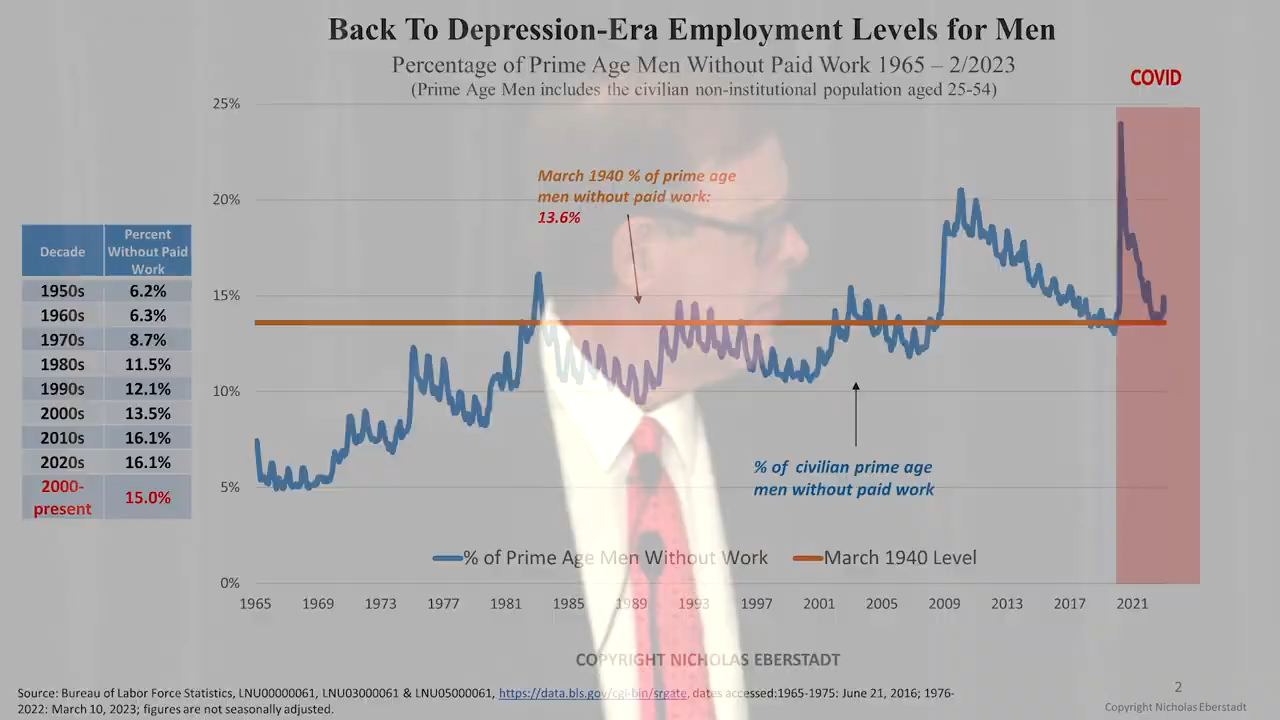 Back To Depression-Era Employment Levels for Men
Percentage of Prime Age Men Without Paid Work 1965 – 2/2023
(Prime Age Men includes the civilian non-institutional population aged 25-54)
COVID
25%
20%
15%
10%
5%
0%
March 1940 % of prime age
men without paid work:
13.6%
Decade
Percent
Without Paid
Work
1950s 6.2%
1960s 6.3%
1970s 8.7%
1980s 11.5%
1990s 12.1%
2000s 13.5%
2010s 16.1%
2020s 16.1%
2000-
present
15.0%
% of civilian prime age
men without paid work
% of Prime Age Men Without Work March 1940 Level
1965 1969 1973 1977 1981 1985 1989 1993 1997 2001 2005 2009 2013 2017 2021
COPYRIGHT NICHOLAS EBERSTADT
Source: Bureau of Labor Force Statistics, LNU00000061, LNU03000061 & LNU05000061, https://data.bls.gov/cgi-bin/srgate, dates accessed:1965-1975: June 21, 2016; 1976-
2022: March 10, 2023; figures are not seasonally adjusted.
2
Copyright Nicholas Eberstadt